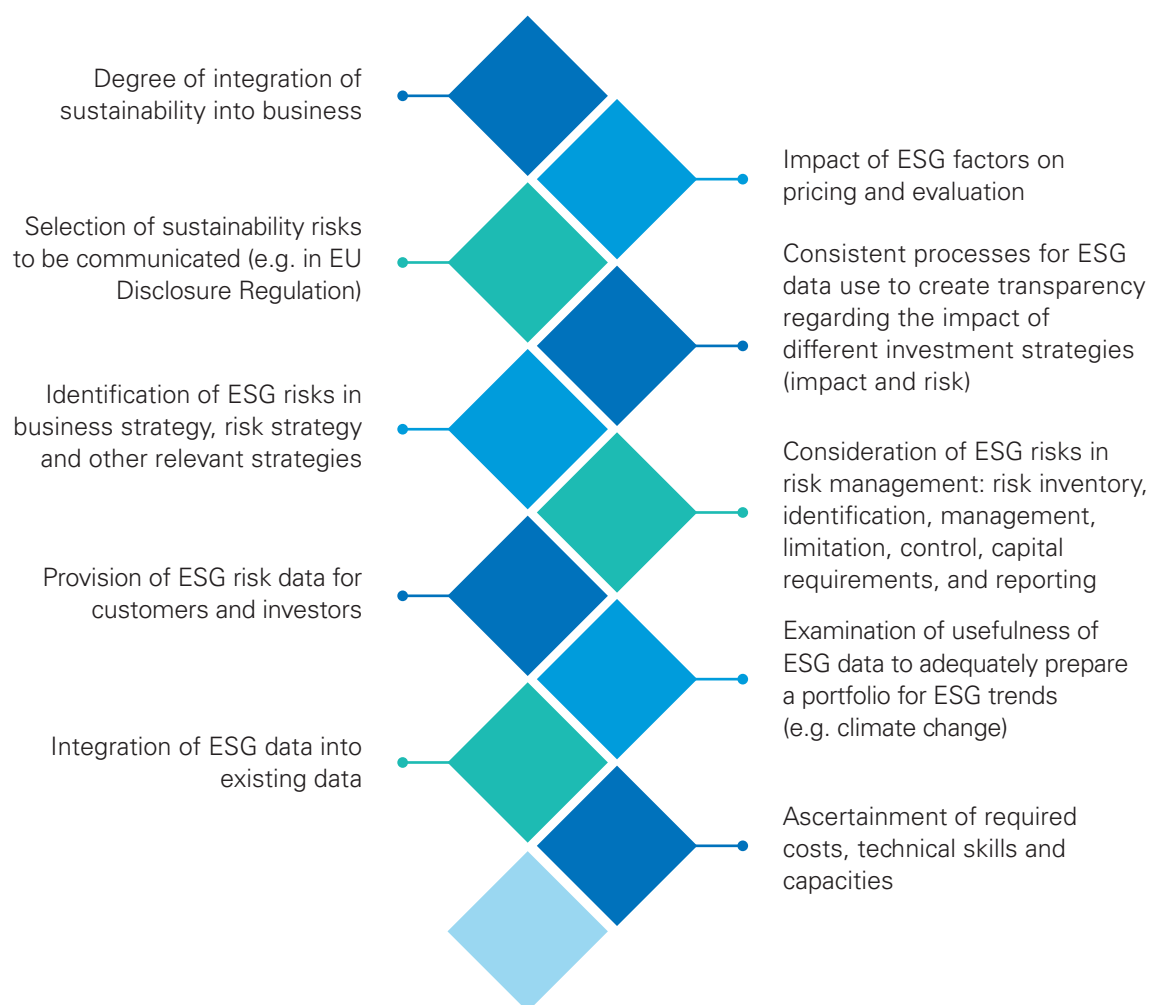 Degree of integration of
sustainability into business
Impact of ESG factors on
pricing and evaluation
Selection of sustainability risks
to be communicated (e.g. in EU
Disclosure Regulation)
Consistent processes for ESG
data use to create transparency
regarding the impact of
different investment strategies
(impact and risk)
Identification of ESG risks in
business strategy, risk strategy
and other relevant strategies
Consideration of ESG risks in
risk management: risk inventory,
identification, management,
limitation, control, capital
requirements, and reporting
Provision of ESG risk data for
customers and investors
Examination of usefulness of
ESG data to adequately prepare
a portfolio for ESG trends
(e.g. climate change)
Integration of ESG data into
existing data
Ascertainment of required
costs, technical skills and
capacities